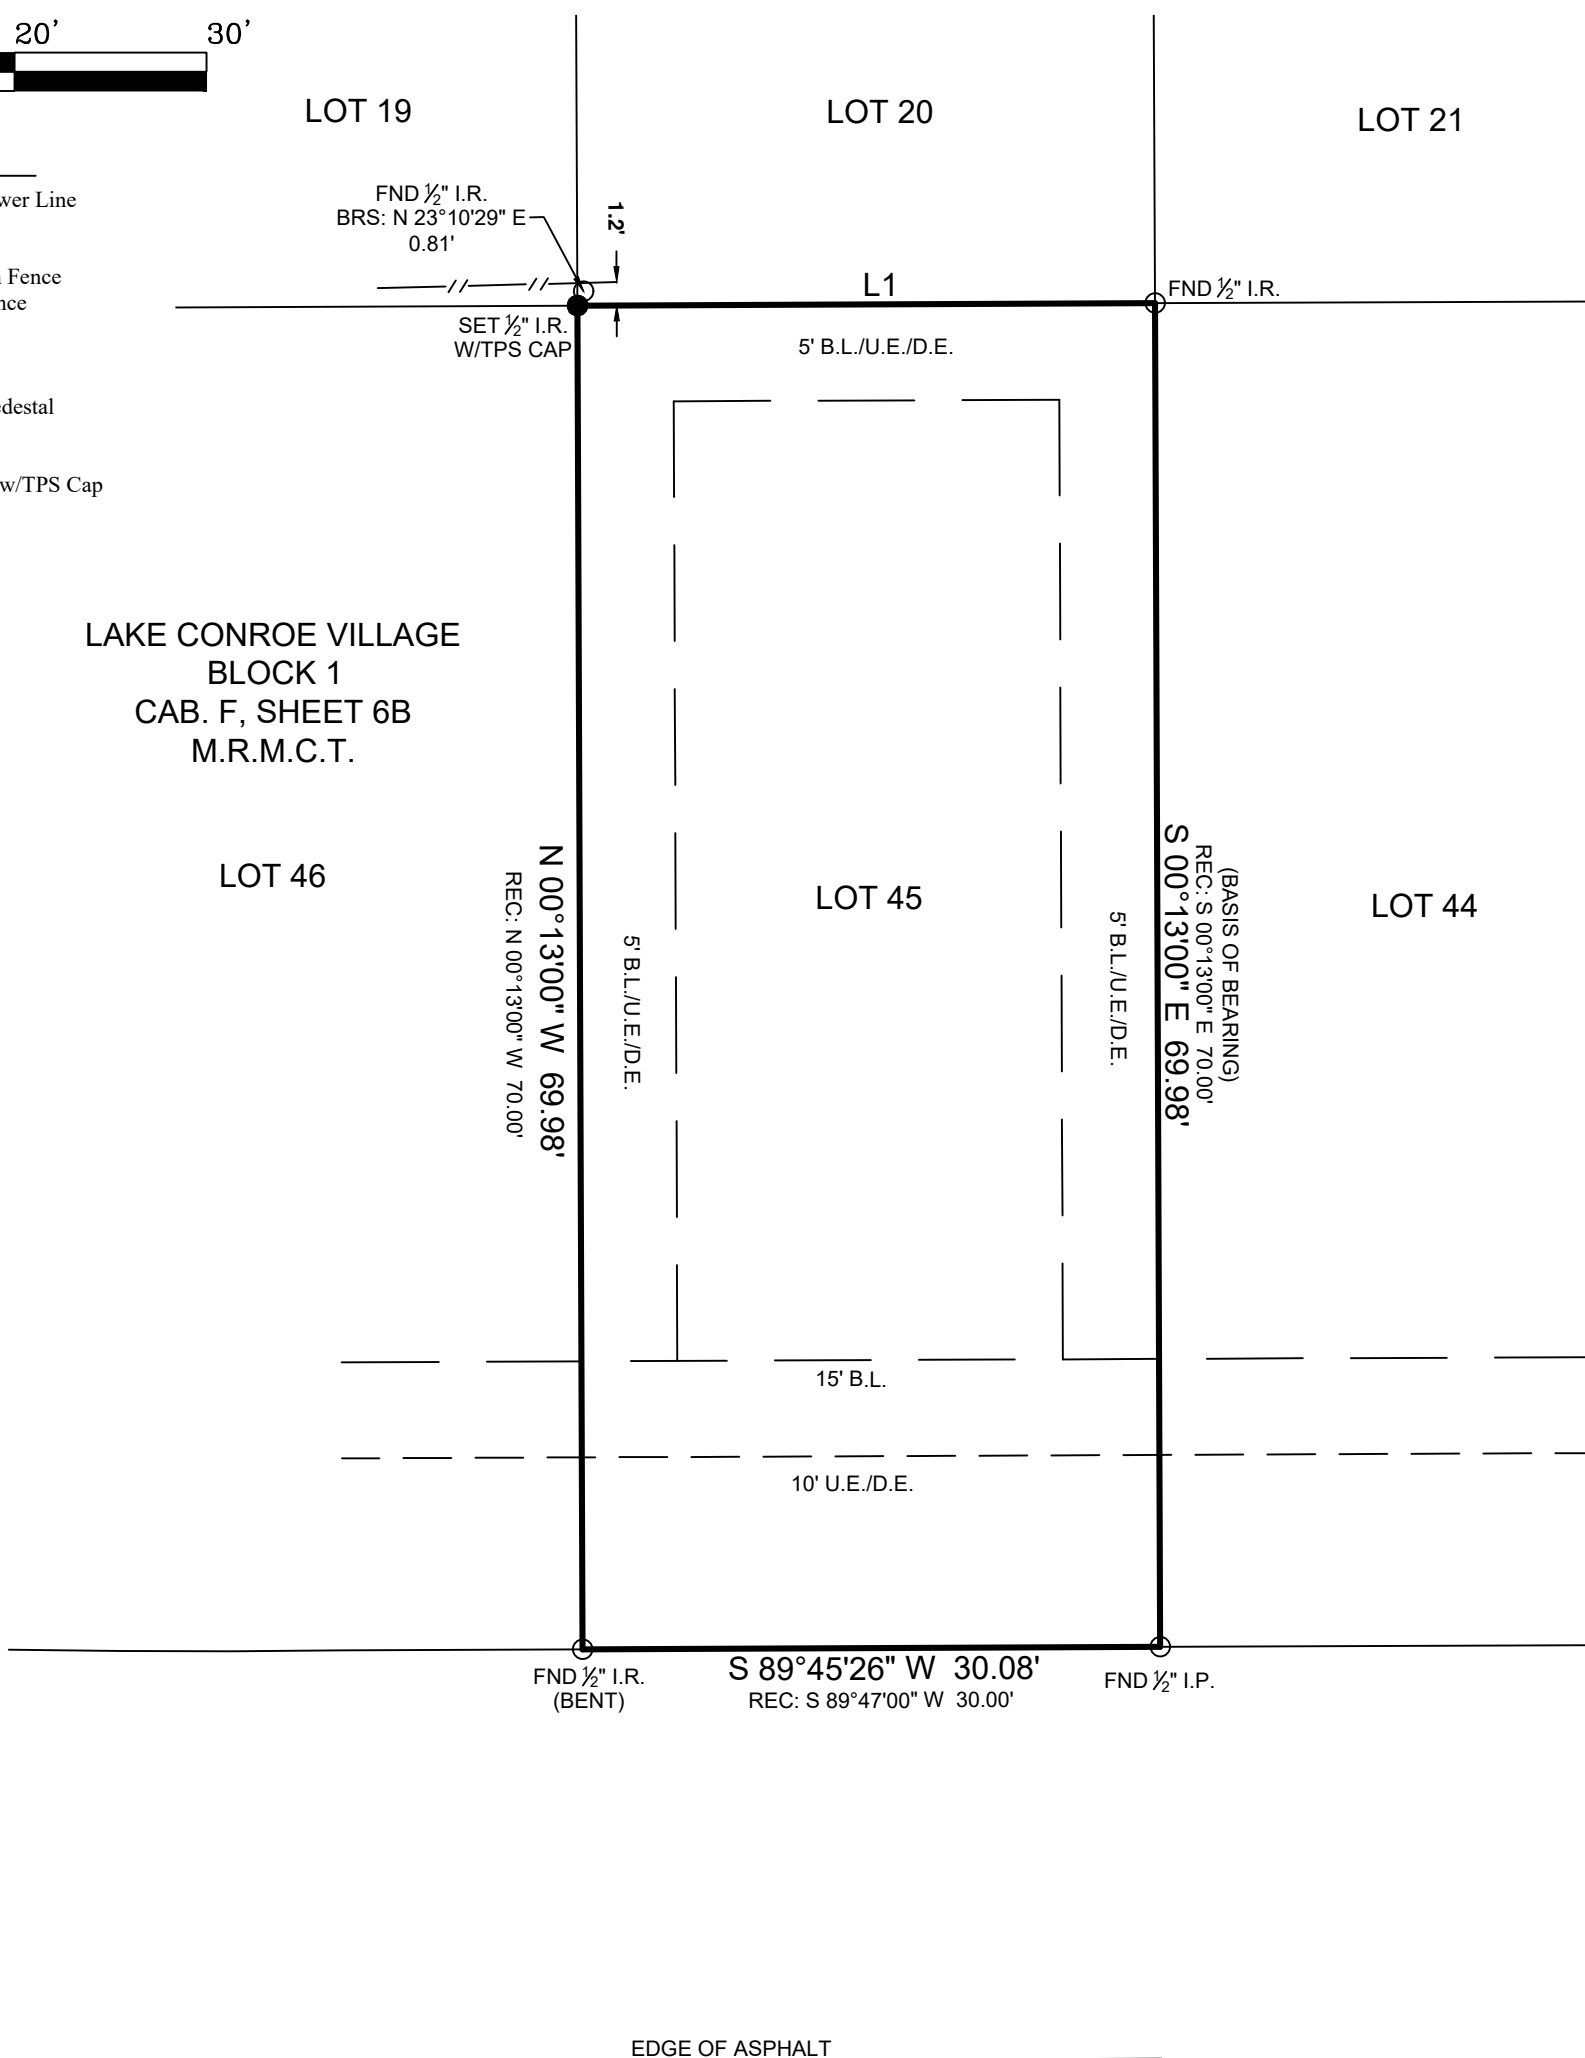 20' 30'
LOT 19
LOT 20
LOT 21
wer Line
FND ½" I.R.
BRS: N 23°10'29" E
0.81'
1.2'
Fence
nce
L1
FND ½" I.R.
SET ½" I.R.
W/TPS CAP
5' B.L./U.E./D.E.
edestal
w/TPS Cap
LAKE CONROE VILLAGE
BLOCK 1
CAB. F, SHEET 6B
M.R.M.C.T.
LOT 46
LOT 45
LOT 44
N 00°13'00" W 69.98'
REC: N 00°13'00" W 70.00'
5' B.L./U.E./D.E.
5' B.L./U.E./D.E.
(BASIS OF BEARING)
REC: S 00°13'00" E 70.00'
S 00°13'00" E 69.98'
15' B.L.
10' U.E./D.E.
FND ½" I.R.
(BENT)
S 89°45'26" W 30.08'
REC: S 89°47'00" W 30.00'
FND ½" I.P.
EDGE OF ASPHALT